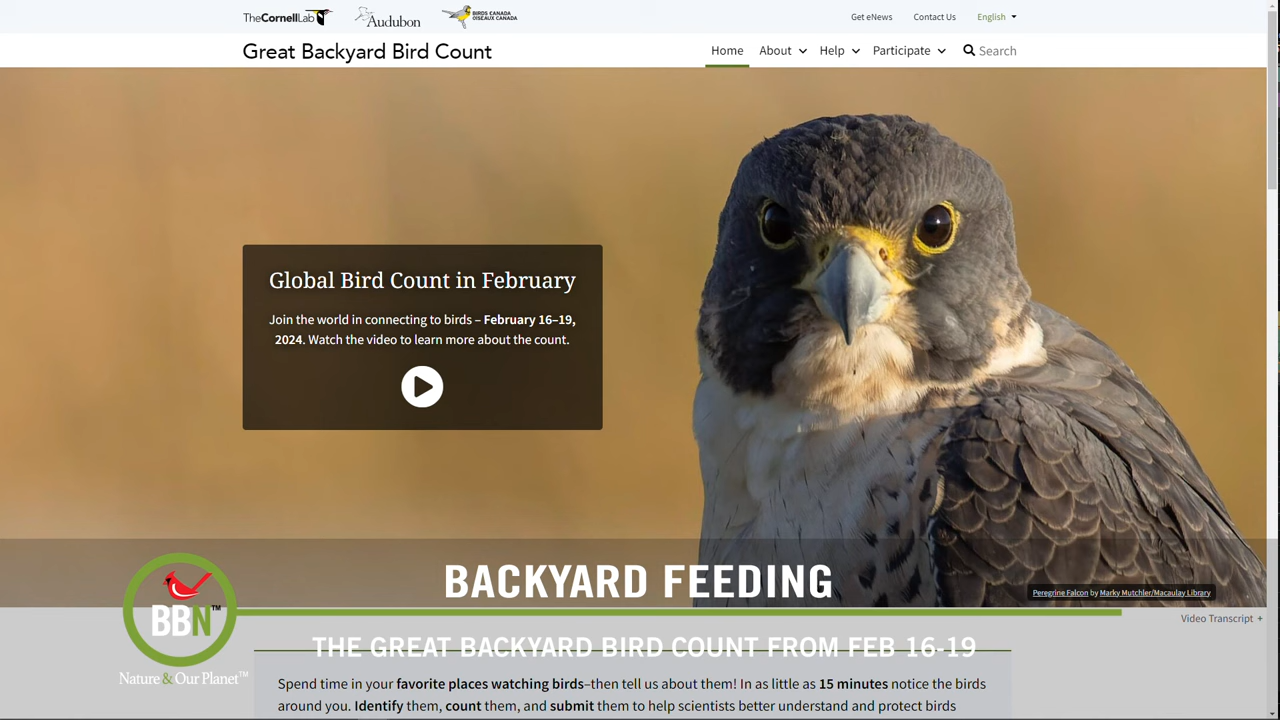 TheCornellLab
Audubon
BIRDS CANADA
OISEAUX CANADA
Get eNews
Contact Us
English
Great Backyard Bird Count
Home
About
Help
Participate
Search
Global Bird Count in February
Join the world in connecting to birds – February 16–19,
2024. Watch the video to learn more about the count.
BACKYARD FEEDING
Peregrine Falcon by Marky Mutchler/Macaulay Library
BBN™
Video Transcript +
THE GREAT BACKYARD BIRD COUNT FROM FEB 16-19
Nature & Our Planet™
Spend time in your favorite places watching birds–then tell us about them! In as little as 15 minutes notice the birds
around you. Identify them, count them, and submit them to help scientists better understand and protect birds